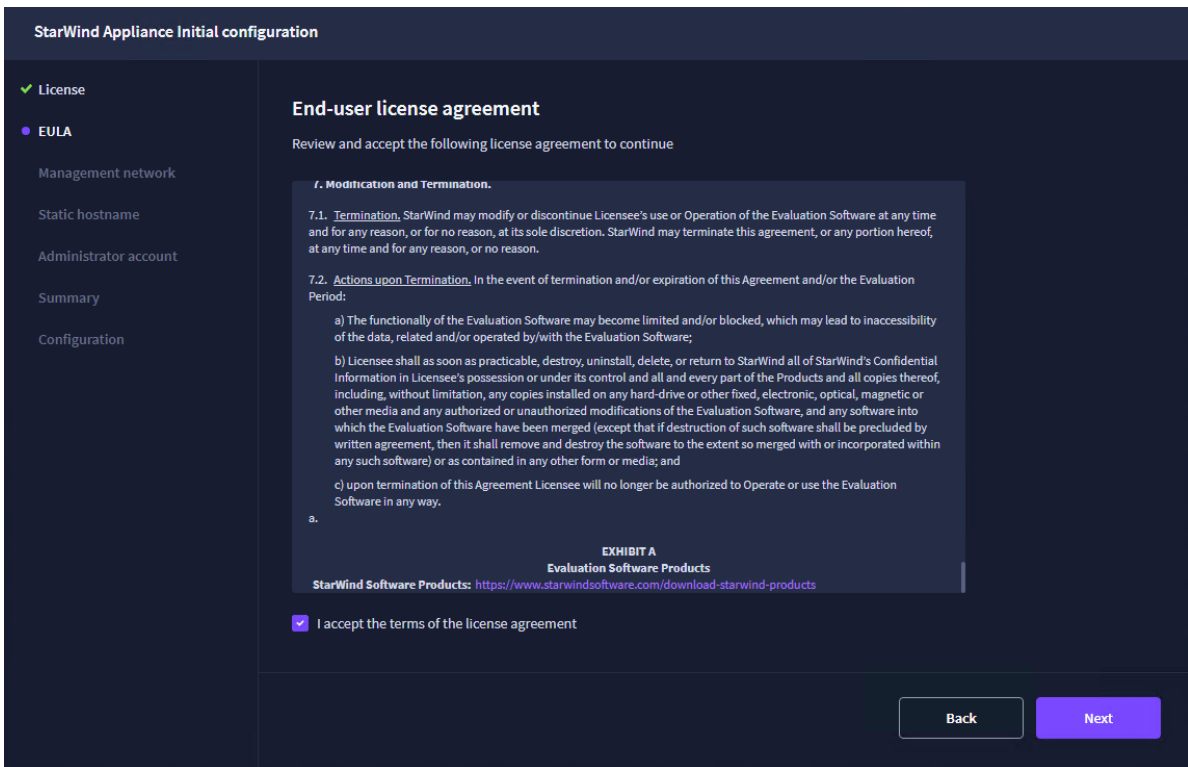 StarWind Appliance Initial configuration
License
EULA
Management network
Static hostname
Administrator account
Summary
Configuration
End-user license agreement
Review and accept the following license agreement to continue
7. Modification and Termination.
7.1. Termination. StarWind may modify or discontinue Licensee's use or Operation of the Evaluation Software at any time
and for any reason, or for no reason, at its sole discretion. StarWind may terminate this agreement, or any portion hereof,
at any time and for any reason, or no reason.
7.2. Actions upon Termination. In the event of termination and/or expiration of this Agreement and/or the Evaluation
Period:
a) The functionally of the Evaluation Software may become limited and/or blocked, which may lead to inaccessibility
of the data, related and/or operated by/with the Evaluation Software;
b) Licensee shall as soon as practicable, destroy, uninstall, delete, or return to StarWind all of StarWind's Confidential
Information in Licensee's possession or under its control and all and every part of the Products and all copies thereof,
including, without limitation, any copies installed on any hard-drive or other fixed, electronic, optical, magnetic or
other media and any authorized or unauthorized modifications of the Evaluation Software, and any software into
which the Evaluation Software have been merged (except that if destruction of such software shall be precluded by
written agreement, then it shall remove and destroy the software to the extent so merged with or incorporated within
any such software) or as contained in any other form or media; and
c) upon termination of this Agreement Licensee will no longer be authorized to Operate or use the Evaluation
Software in any way.
a.
EXHIBIT A
Evaluation Software Products
StarWind Software Products: https://www.starwindsoftware.com/download-starwind-products
I accept the terms of the license agreement
Back
Next